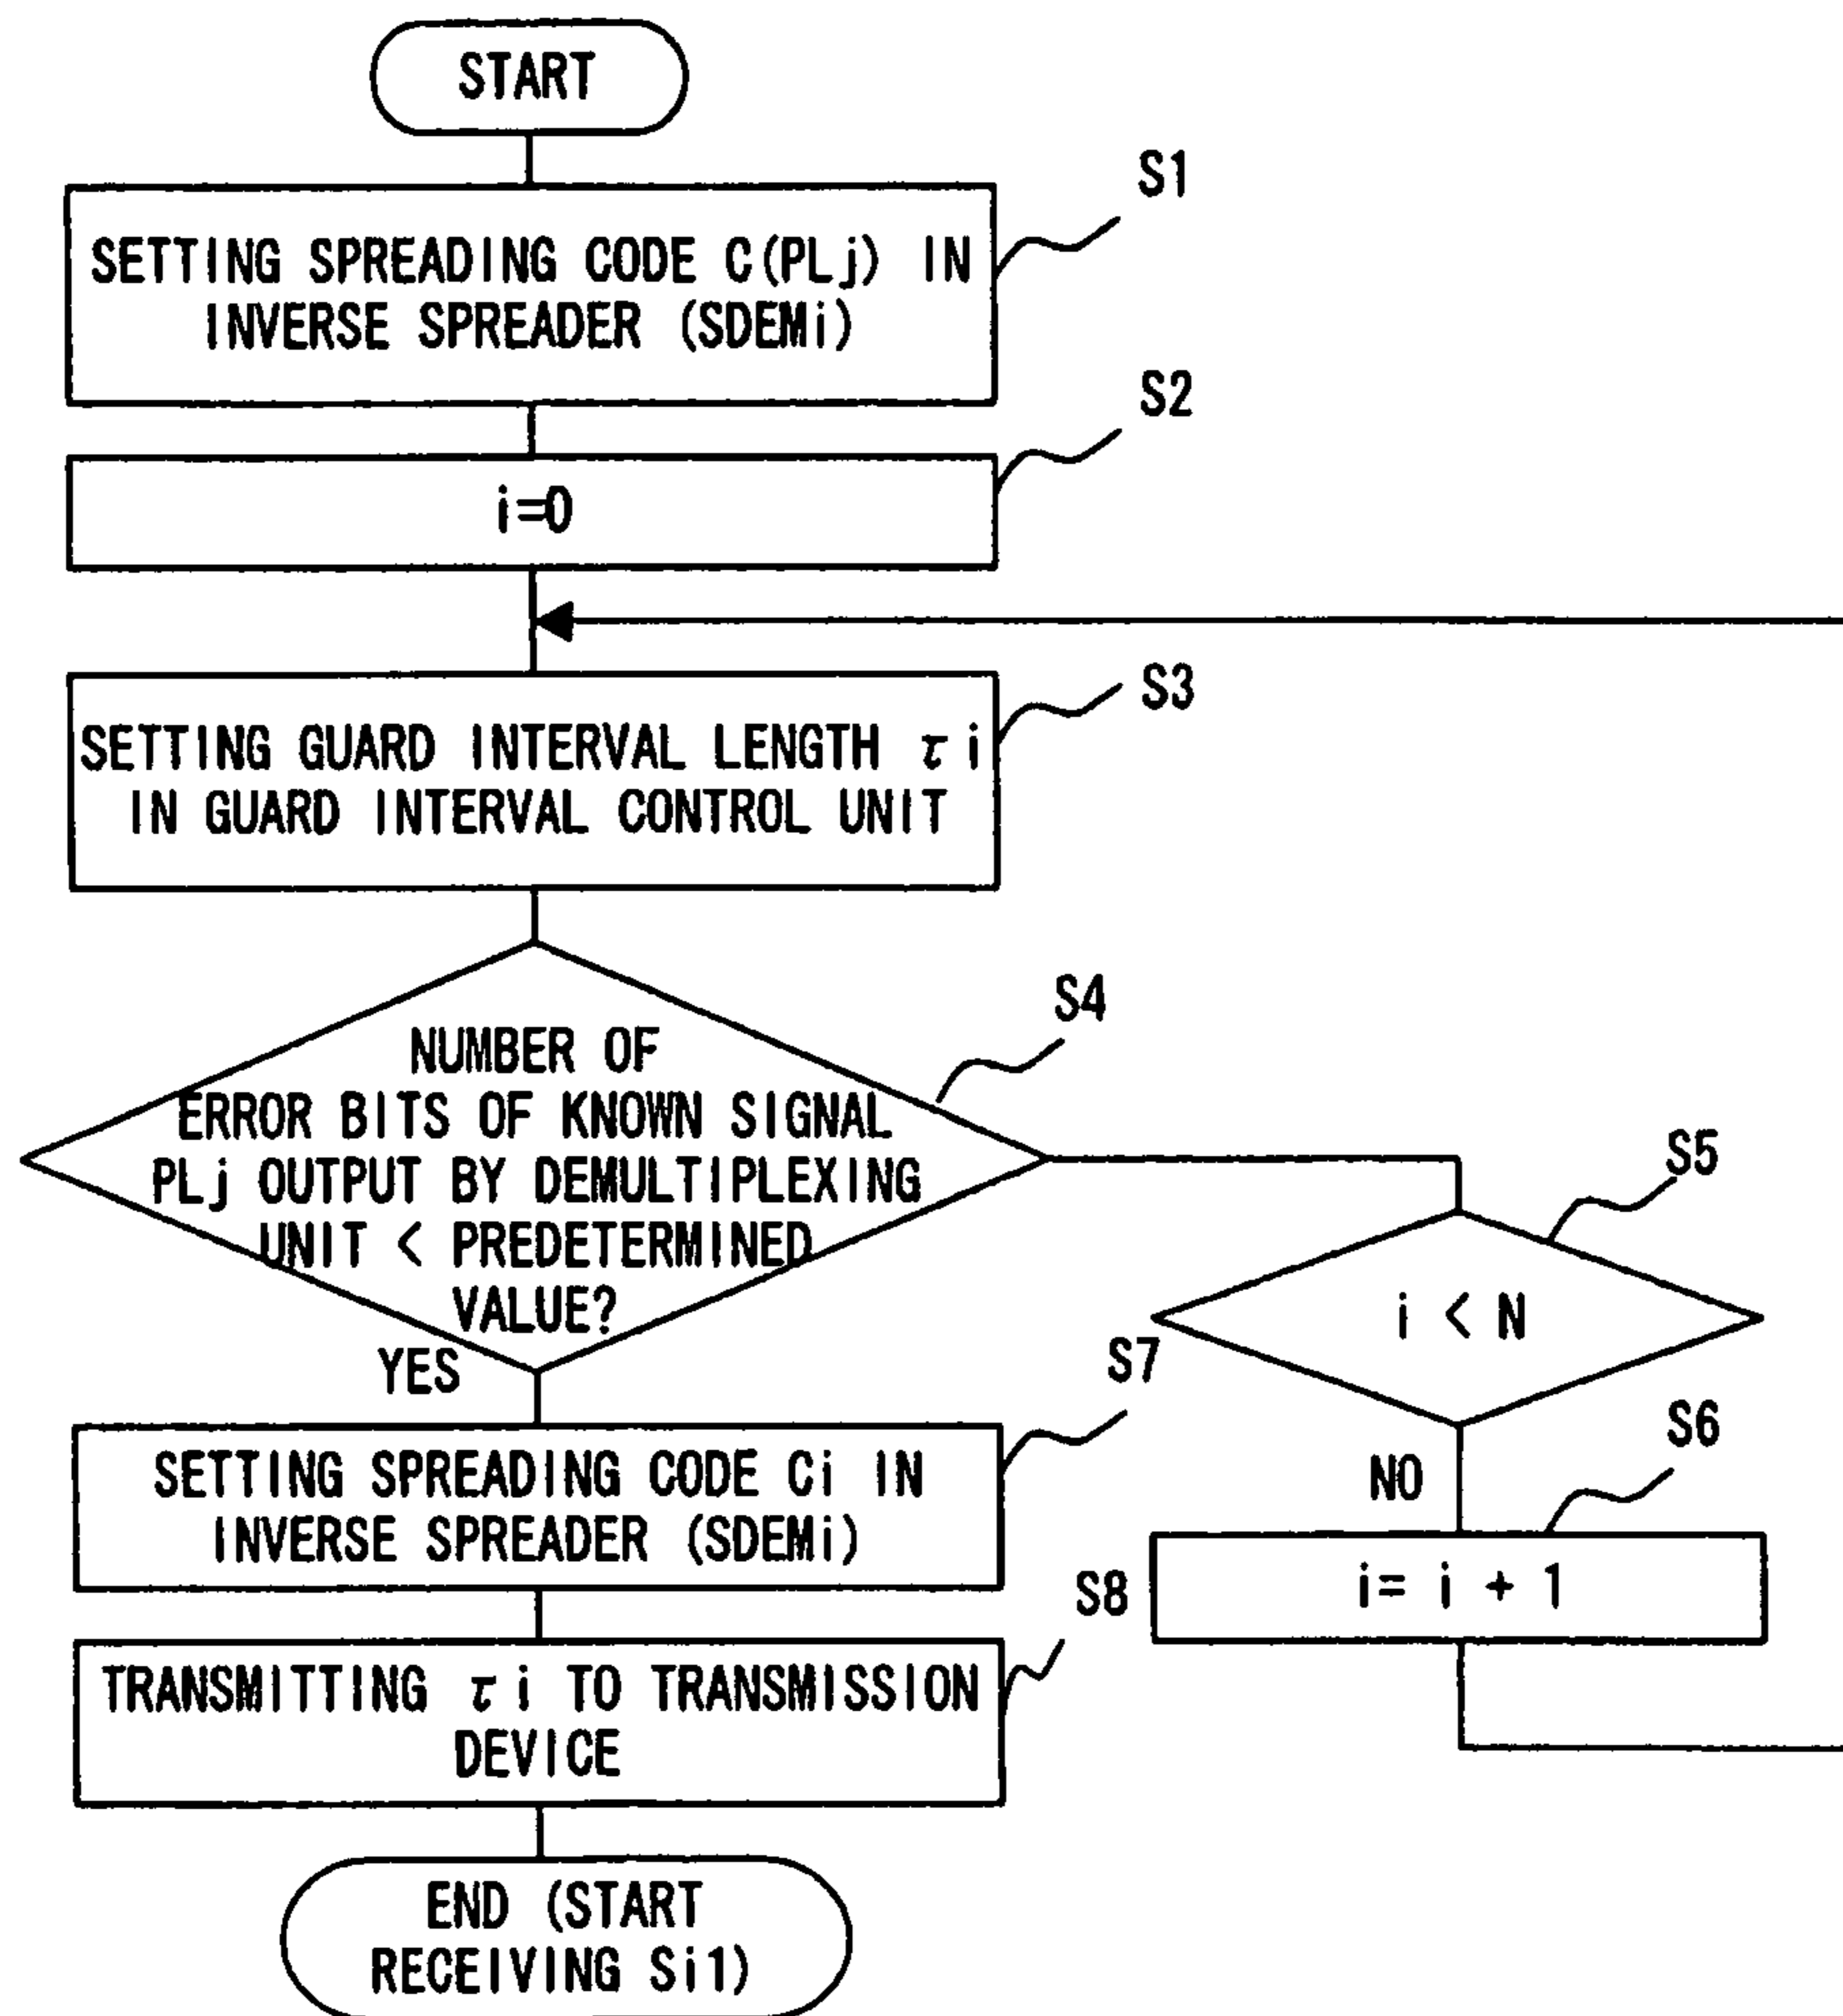 START
S1
SETTING SPREADING CODE C(PLj) IN
INVERSE SPREADER (SDEMi)
S2
i=0
S3
SETTING GUARD INTERVAL LENGTH τi
IN GUARD INTERVAL CONTROL UNIT
S4
NUMBER OF
ERROR BITS OF KNOWN SIGNAL
PLj OUTPUT BY DEMULTIPLEXING
UNIT < PREDETERMINED
VALUE?
YES
S5
i < N
NO
S6
i= i + 1
S7
SETTING SPREADING CODE Ci IN
INVERSE SPREADER (SDEMi)
S8
TRANSMITTING τi TO TRANSMISSION
DEVICE
END (START
RECEIVING Si1)